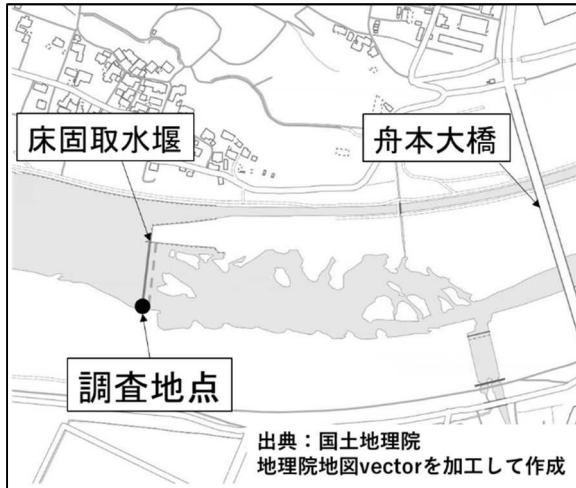 床固取水堰
舟本大橋
調査地点
出典：国土地理院
地理院地図vectorを加工して作成